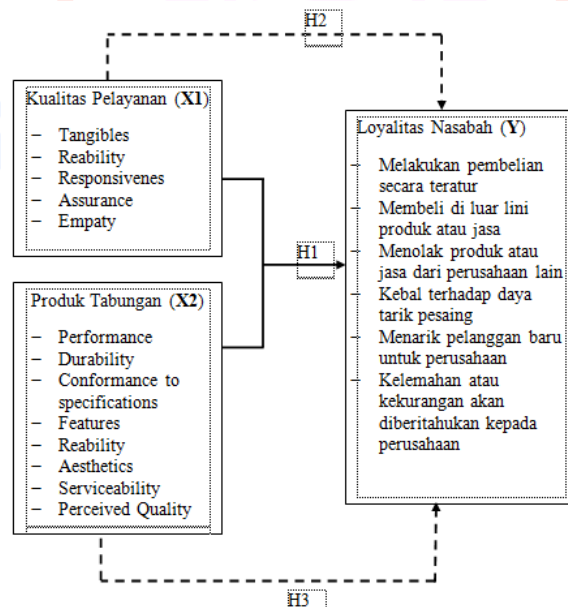 H2
Kualitas Pelayanan (X1)
– Tangibles
– Reability
– Responsivenes
– Assurance
– Empaty
H1
Produk Tabungan (X2)
– Performance
– Durability
– Conformance to
specifications
– Features
– Reability
– Aesthetics
– Serviceability
– Perceived Quality
Loyalitas Nasabah (Y)
– Melakukan pembelian
secara teratur
– Membeli di luar lini
produk atau jasa
– Menolak produk atau
jasa dari perusahaan lain
– Kebal terhadap daya
tarik pesaing
– Menarik pelanggan baru
untuk perusahaan
– Kelemahan atau
kekurangan akan
diberitahukan kepada
perusahaan
H3